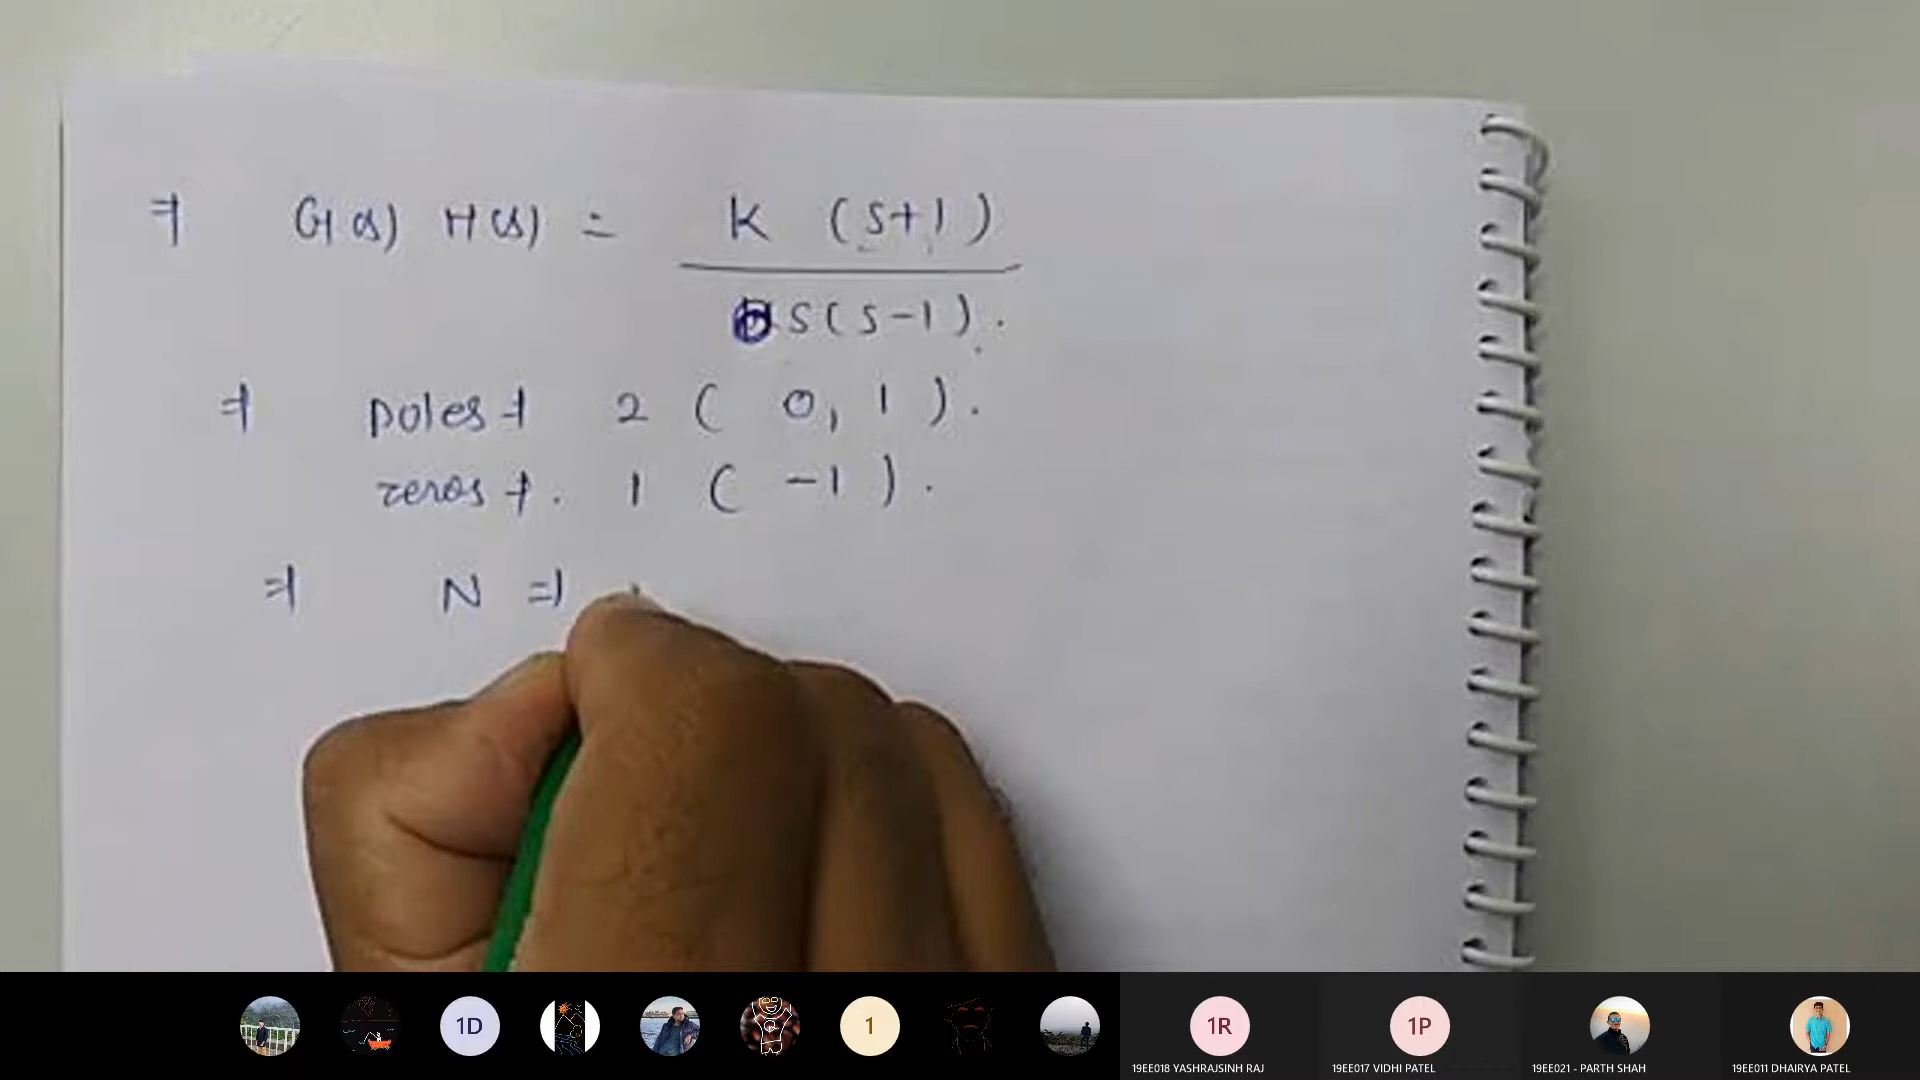 ⇒ G(s) H(s) = K (s+1)
s(s-1).
⇒ poles ⇒ 2 ( 0, 1 ).
zeros ⇒. 1 ( -1 ).
⇒ N ⇒
1D
1
1R
1P
19EE018 YASHRAJSINH RAJ
19EE017 VIDHI PATEL
19EE021 - PARTH SHAH
19EE011 DHAIRYA PATEL